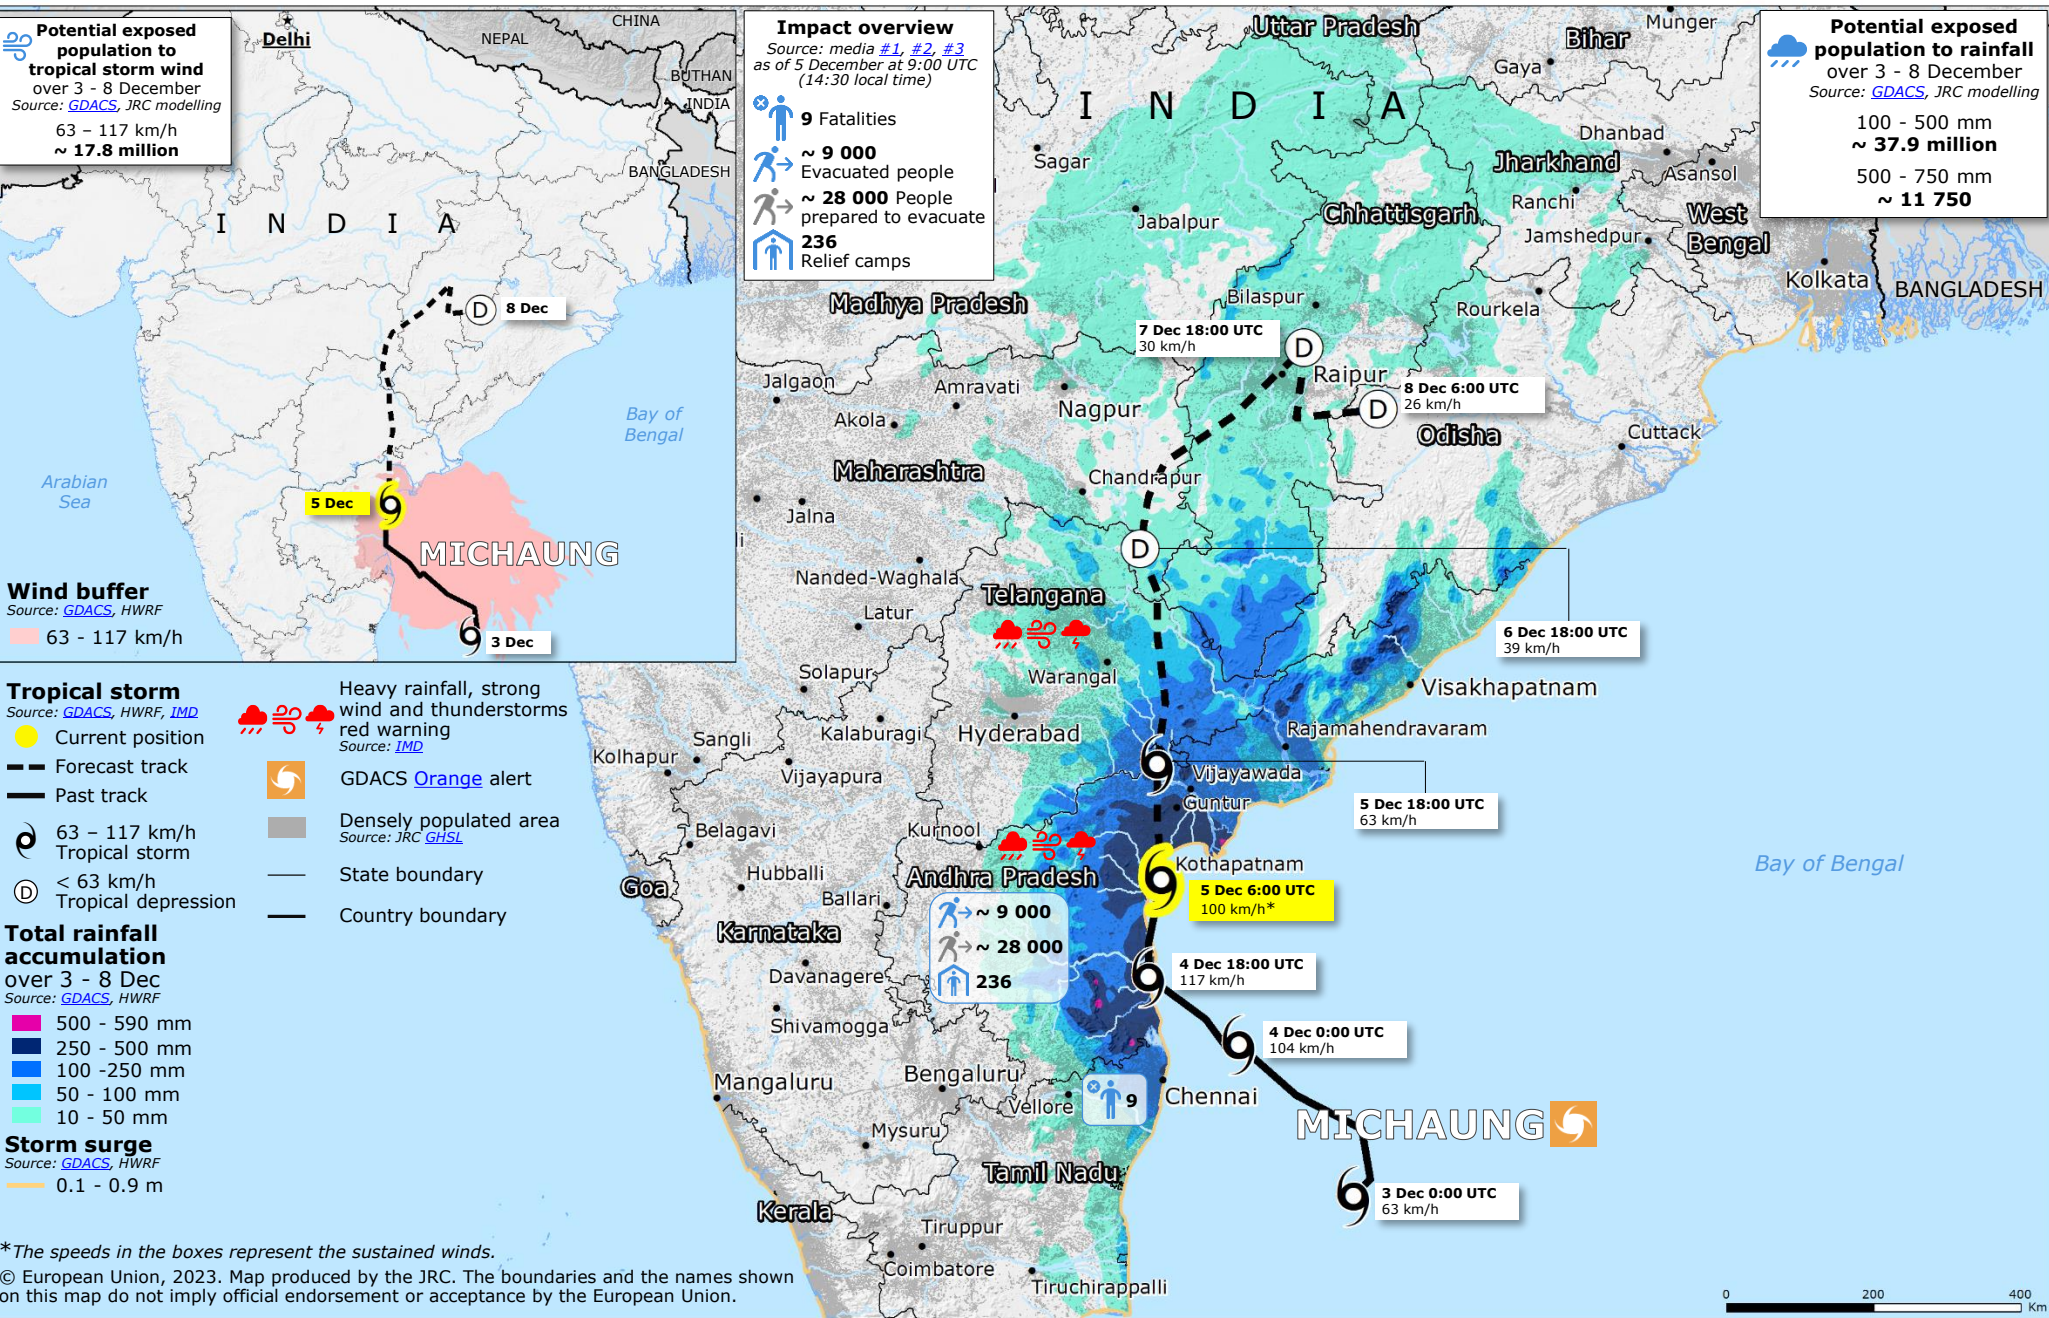 Potential exposed
population to
tropical storm wind
over 3 - 8 December
Source: GDACS, JRC modelling
63 – 117 km/h
~ 17.8 million
Delhi
CHINA
NEPAL
BUTHAN
INDIA
BANGLADESH
I N D I A
D
8 Dec
Bay of
Bengal
Arabian
Sea
5 Dec
MICHAUNG
3 Dec
Wind buffer
Source: GDACS, HWRF
63 - 117 km/h
Impact overview
Source: media #1, #2, #3
as of 5 December at 9:00 UTC
(14:30 local time)
9 Fatalities
~ 9 000
Evacuated people
~ 28 000 People
prepared to evacuate
236
Relief camps
Potential exposed
population to rainfall
over 3 - 8 December
Source: GDACS, JRC modelling
100 - 500 mm
~ 37.9 million
500 - 750 mm
~ 11 750
Uttar Pradesh
Munger
Bihar
Gaya
I N D I A
Sagar
Dhanbad
Jharkhand
Asansol
Ranchi
Chhattisgarh
West
Bengal
Jabalpur
Jamshedpur
Kolkata
BANGLADESH
Madhya Pradesh
Bilaspur
Rourkela
7 Dec 18:00 UTC
30 km/h
D
Raipur
Jalgaon
Amravati
Nagpur
8 Dec 6:00 UTC
26 km/h
D
Akola
Odisha
Cuttack
Maharashtra
Chandrapur
Jalna
D
Nanded-Waghala
Telangana
Latur
6 Dec 18:00 UTC
39 km/h
Solapur
Warangal
Visakhapatnam
Hyderabad
Rajamahendravaram
Kalaburagi
Sangli
Kolhapur
Vijayapura
Vijayawada
Guntur
5 Dec 18:00 UTC
63 km/h
Belagavi
Kurnool
Kothapatnam
Hubballi
Andhra Pradesh
Goa
Ballari
5 Dec 6:00 UTC
100 km/h*
Bay of Bengal
~ 9 000
~ 28 000
236
Karnataka
Davanagere
4 Dec 18:00 UTC
117 km/h
Shivamogga
4 Dec 0:00 UTC
104 km/h
Mangaluru
Bengaluru
Vellore
9
Chennai
MICHAUNG
Mysuru
Tamil Nadu
3 Dec 0:00 UTC
63 km/h
Kerala
Tiruppur
Coimbatore
Tiruchirappalli
Tropical storm
Source: GDACS, HWRF, IMD
Current position
Forecast track
Past track
63 – 117 km/h
Tropical storm
D
< 63 km/h
Tropical depression
Heavy rainfall, strong
wind and thunderstorms
red warning
Source: IMD
GDACS Orange alert
Densely populated area
Source: JRC GHSL
State boundary
Country boundary
Total rainfall
accumulation
over 3 - 8 Dec
Source: GDACS, HWRF
500 - 590 mm
250 - 500 mm
100 -250 mm
50 - 100 mm
10 - 50 mm
Storm surge
Source: GDACS, HWRF
0.1 - 0.9 m
*The speeds in the boxes represent the sustained winds.
© European Union, 2023. Map produced by the JRC. The boundaries and the names shown
on this map do not imply official endorsement or acceptance by the European Union.
0 200 400
Km